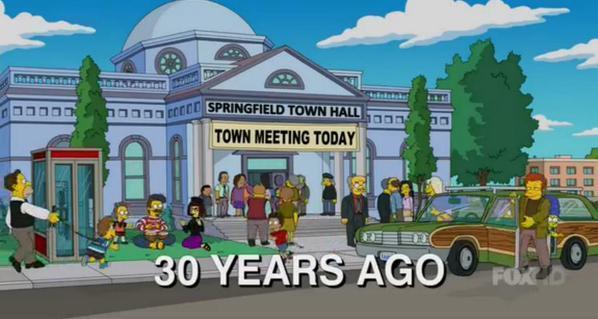 SPRINGFIELD TOWN HALL
TOWN MEETING TODAY
30 YEARS AGO
FOX HD